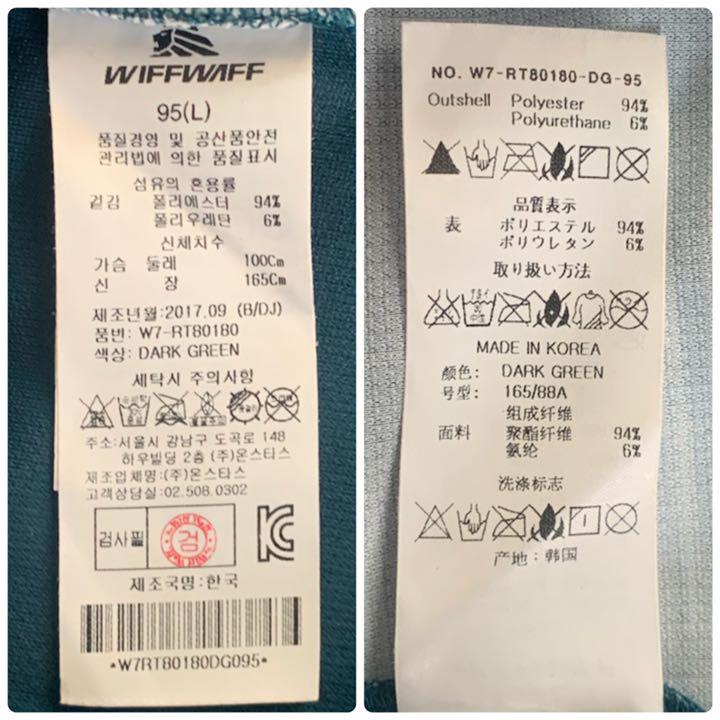 WIFFWAFF
95(L)
품질경영 및 공산품안전
관리법에 의한 품질표시
섬유의 혼용률
겉감 폴리에스터 94%
폴리우레탄 6%
신체치수
가슴 둘레 100Cm
신 장 165Cm
제조년월:2017.09 (B/DJ)
품번: W7-RT80180
색상: DARK GREEN
세탁시 주의사항
주소:서울시 강남구 도곡로 148
하우빌딩 2층 (주)온스타스
제조업체명:(주)온스타스
고객상담실:02.508.0302
검사필 검
제조국명:한국
*W7RT80180DG095*
NO. W7-RT80180-DG-95
Outshell Polyester 94%
Polyurethane 6%
品質表示
表 ポリエステル 94%
ポリウレタン 6%
取り扱い方法
MADE IN KOREA
颜色: DARK GREEN
号型: 165/88A
组成纤维
面料 聚酯纤维 94%
氨纶 6%
洗涤标志
产地: 韩国